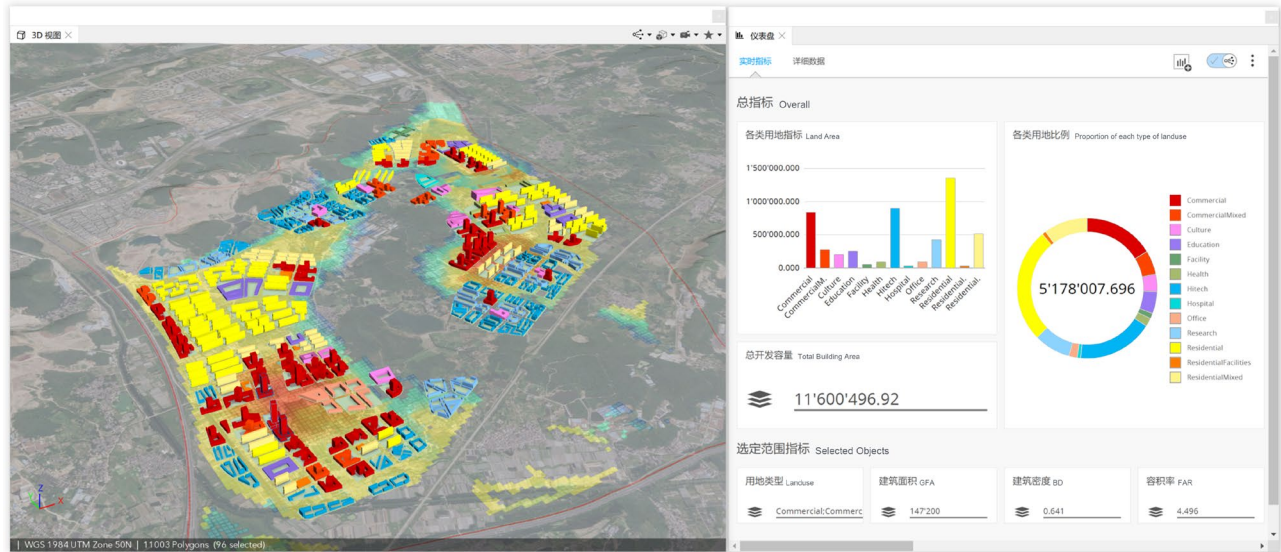 3D 视图
仪表盘
实时指标 详细数据
总指标 Overall
各类用地指标 Land Area
1'500'000.000
1'000'000.000
500'000.000
0.000
Commercial
CommercialM.
Culture
Education
Facility
Health
Hitech
Hospital
Office
Research
Residential
Residential.
Residential.
各类用地比例 Proportion of each type of landuse
5'178'007.696
Commercial
CommercialMixed
Culture
Education
Facility
Health
Hitech
Hospital
Office
Research
Residential
ResidentialFacilities
ResidentialMixed
总开发容量 Total Building Area
11'600'496.92
选定范围指标 Selected Objects
用地类型 Landuse
Commercial;Commerc
建筑面积 GFA
147'200
建筑密度 BD
0.641
容积率 FAR
4.496
Z
X
| WGS 1984 UTM Zone 50N | 11003 Polygons (96 selected)